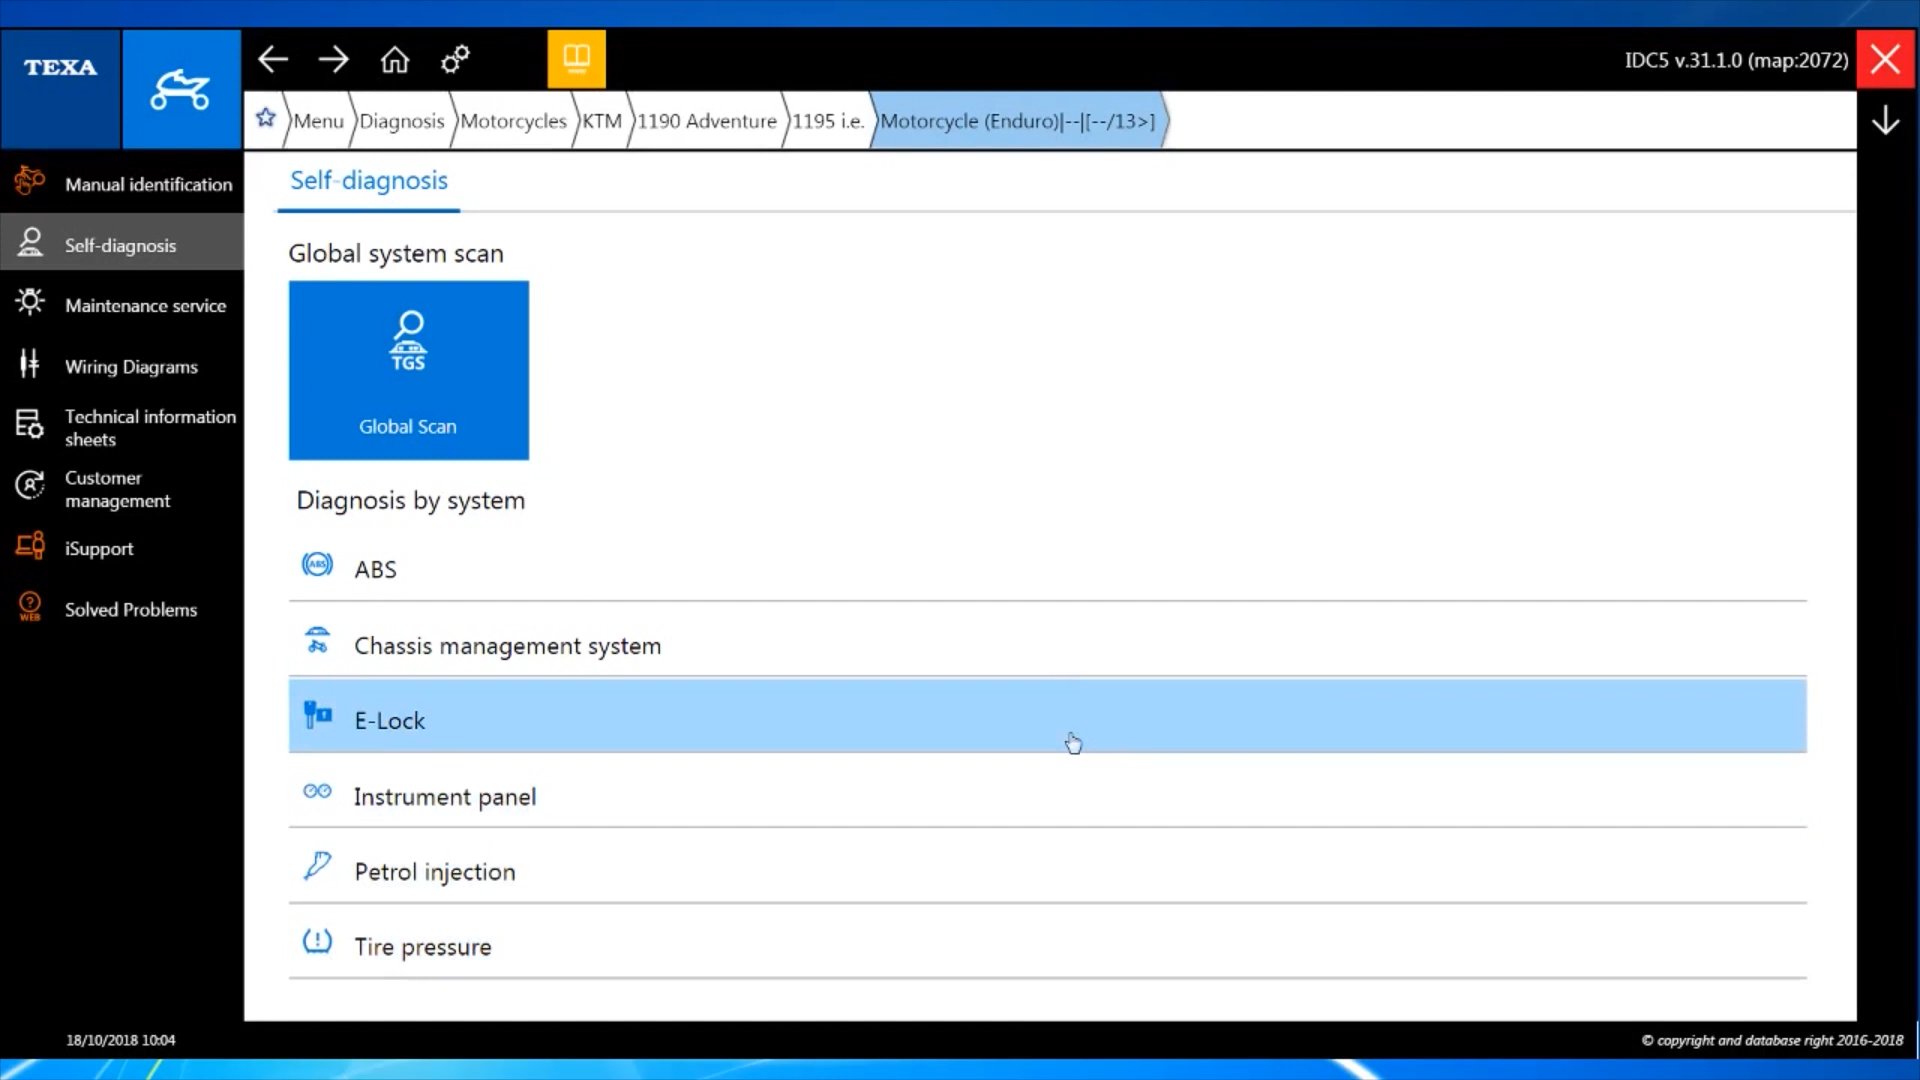 TEXA
IDC5 v.31.1.0 (map:2072)
Menu
Diagnosis
Motorcycles
KTM
1190 Adventure
1195 i.e.
Motorcycle (Enduro)|--|[--/13>]
Manual identification
Self-diagnosis
Maintenance service
Wiring Diagrams
Technical information
sheets
Customer
management
iSupport
WEB
Solved Problems
Self-diagnosis
Global system scan
TGS
Global Scan
Diagnosis by system
ABS
ABS
Chassis management system
E-Lock
Instrument panel
Petrol injection
Tire pressure
18/10/2018 10:04
© copyright and database right 2016-2018